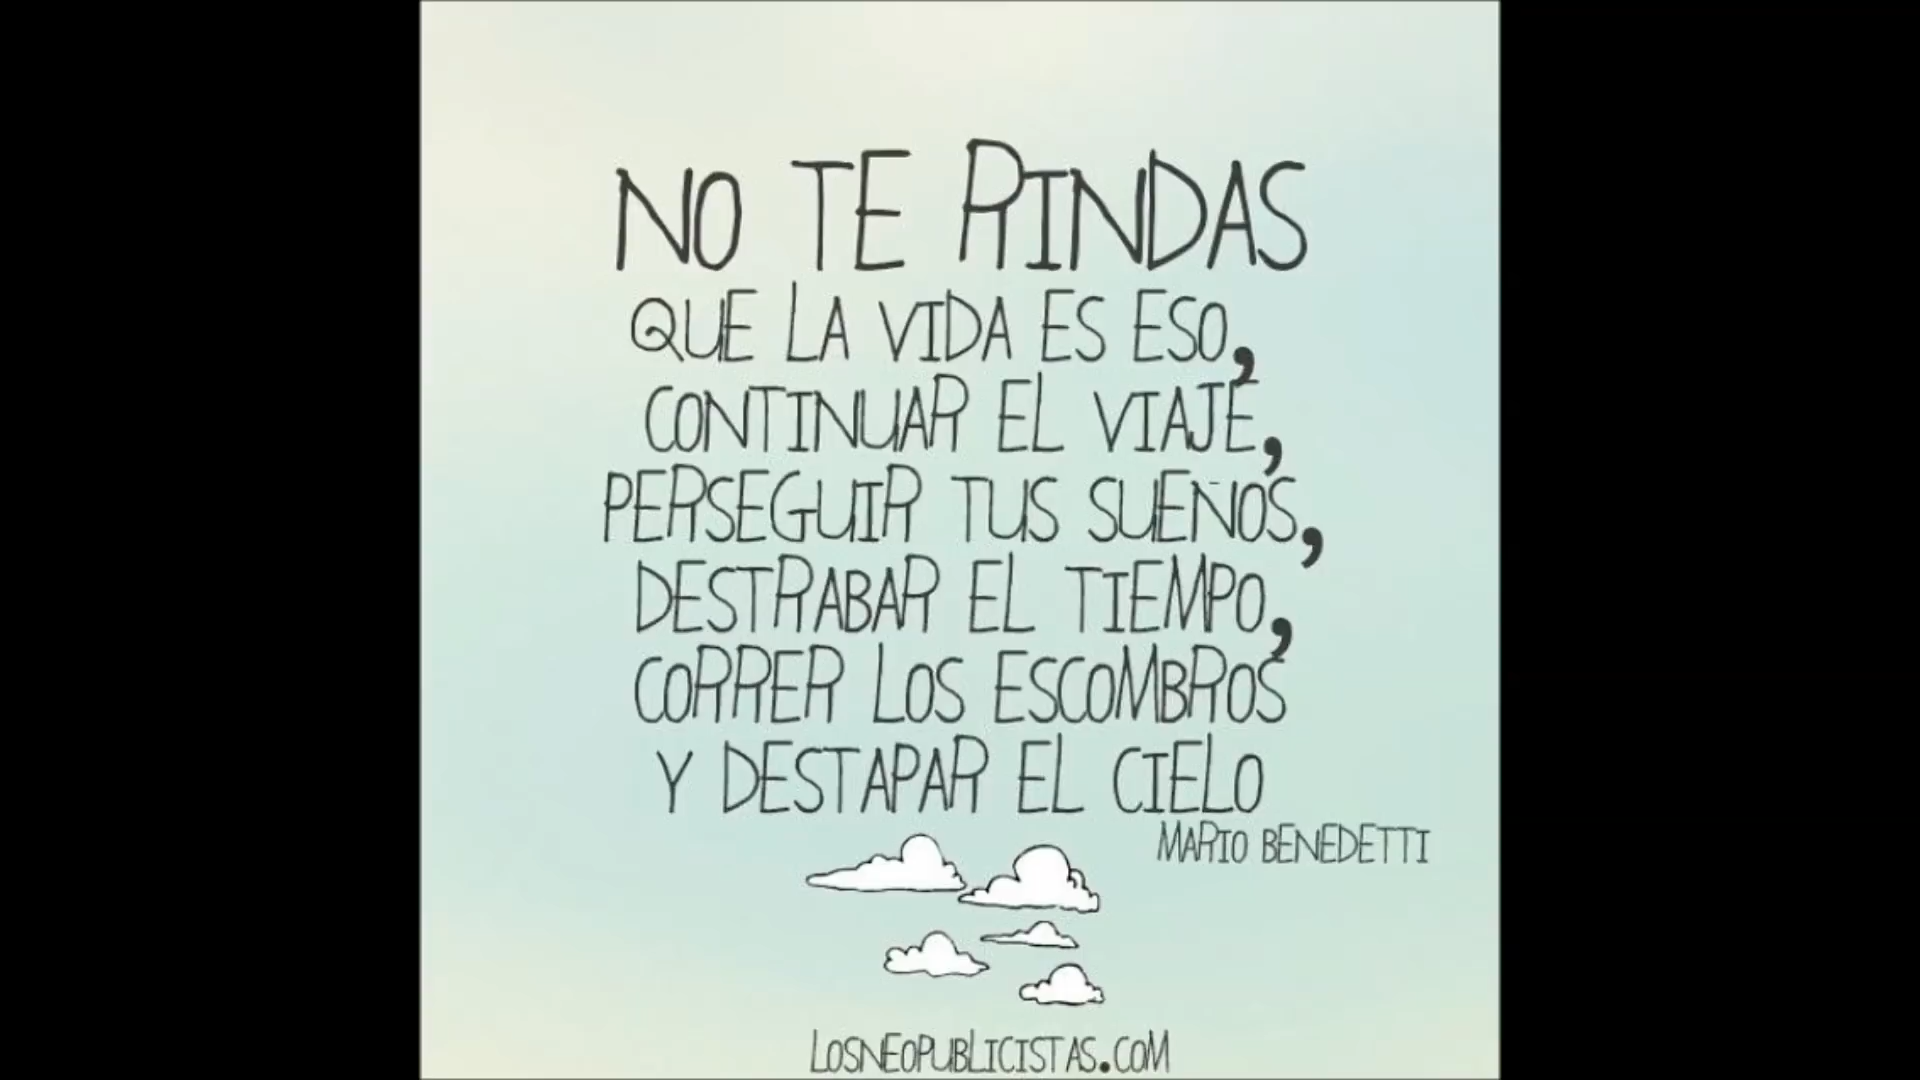 NO TE RINDAS
QUE LA VIDA ES ESO,
CONTINUAR EL VIAJE,
PERSEGUIR TUS SUEÑOS,
DESTRABAR EL TIEMPO,
CORRER LOS ESCOMBROS
Y DESTAPAR EL CIELO
MARIO BENEDETTI
LOSNEOPUBLICISTAS.COM